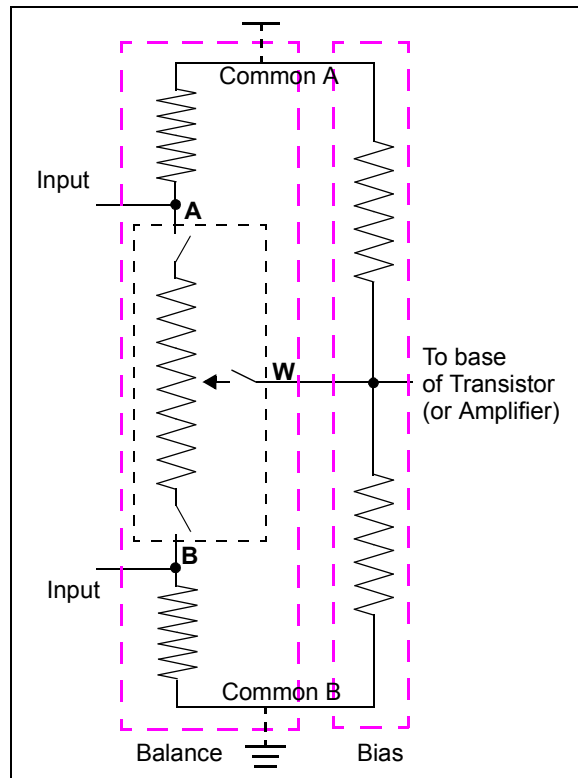 Common A
Input
A
W
To base
of Transistor
(or Amplifier)
B
Input
Common B
Balance
Bias